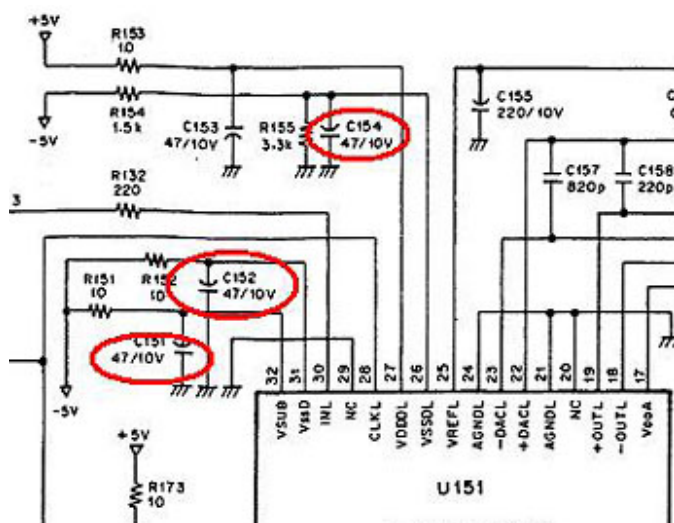 +5V
R153
10
R154
1.5k
-5V
C153
47/10V
R155
3.3k
C154
47/10V
C155
220/10V
C157
820p
C158
220p
R132
220
3
R151
10
R152
10
C152
47/10V
C151
47/10V
-5V
+5V
R173
10
32
31
30
29
28
27
26
25
24
23
22
21
20
19
18
17
VSUB
VssD
INL
NC
CLKL
VDDOL
VSSOL
VREFL
AGNDL
-DACL
+DACL
AGNDL
NC
+OUTL
-OUTL
VDDA
U151